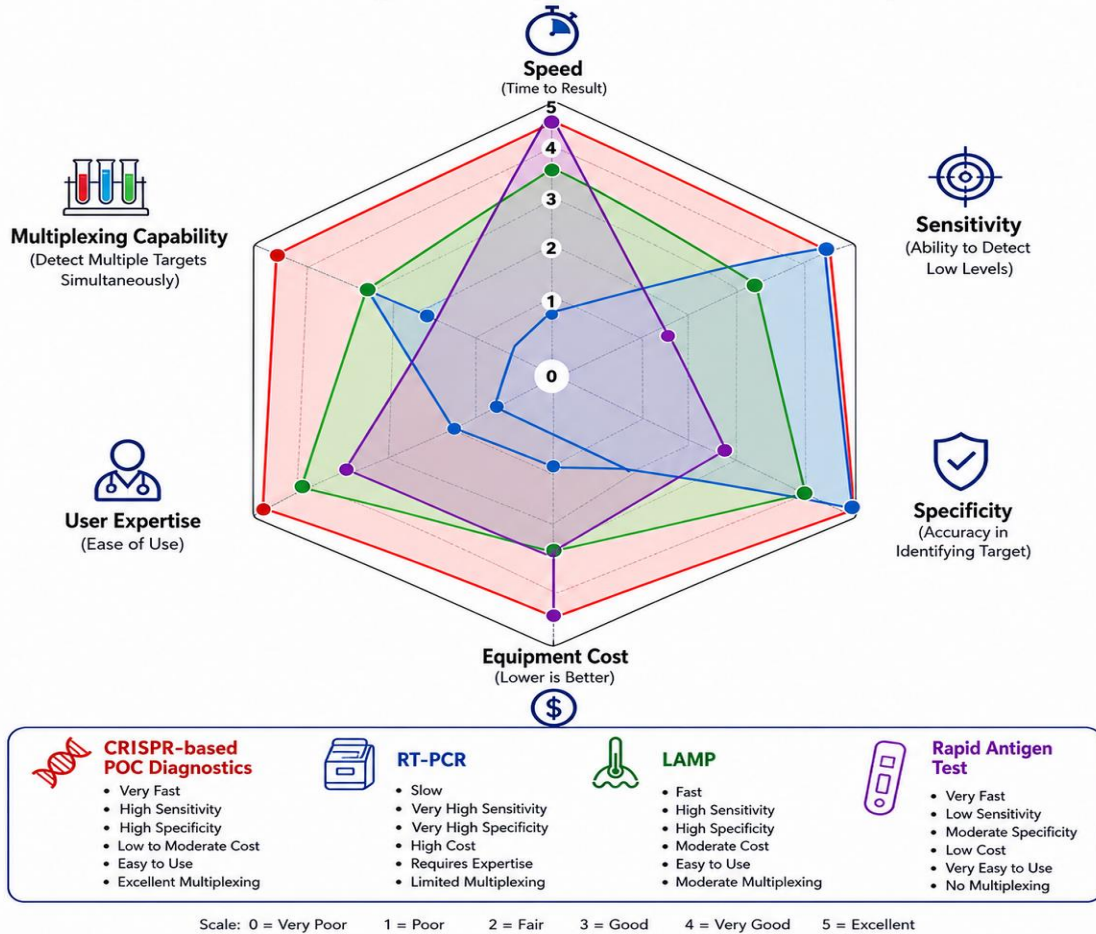 Speed
(Time to Result)
5
4
3
2
1
0
Multiplexing Capability
(Detect Multiple Targets
Simultaneously)
Sensitivity
(Ability to Detect
Low Levels)
User Expertise
(Ease of Use)
Specificity
(Accuracy in
Identifying Target)
Equipment Cost
(Lower is Better)
$
CRISPR-based
POC Diagnostics
• Very Fast
• High Sensitivity
• High Specificity
• Low to Moderate Cost
• Easy to Use
• Excellent Multiplexing
RT-PCR
• Slow
• Very High Sensitivity
• Very High Specificity
• High Cost
• Requires Expertise
• Limited Multiplexing
LAMP
• Fast
• High Sensitivity
• High Specificity
• Moderate Cost
• Easy to Use
• Moderate Multiplexing
Rapid Antigen
Test
• Very Fast
• Low Sensitivity
• Moderate Specificity
• Low Cost
• Very Easy to Use
• No Multiplexing
Scale: 0 = Very Poor 1 = Poor 2 = Fair 3 = Good 4 = Very Good 5 = Excellent